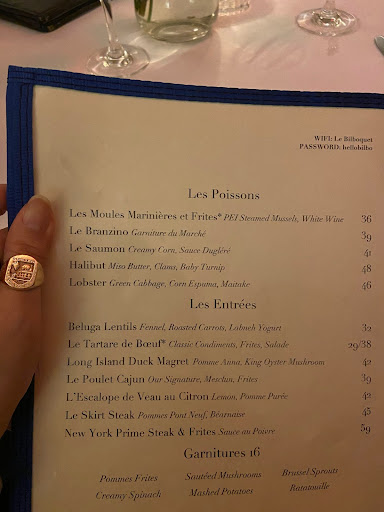 WIFI: Le Bilboquet
PASSWORD: hellobilbo
Les Poissons
Les Moules Marinières et Frites* PEI Steamed Mussels, White Wine 36
Le Branzino Garniture du Marché 39
Le Saumon Creamy Corn, Sauce Dugléré 41
Halibut Miso Butter, Clams, Baby Turnip 48
Lobster Green Cabbage, Corn Espuma, Maitake 46
Les Entrées
Beluga Lentils Fennel, Roasted Carrots, Labneh Yogurt 32
Le Tartare de Bœuf* Classic Condiments, Frites, Salade 29/38
Long Island Duck Magret Pomme Anna, King Oyster Mushroom 42
Le Poulet Cajun Our Signature, Mesclun, Frites 39
L'Escalope de Veau au Citron Lemon, Pomme Purée 42
Le Skirt Steak Pommes Pont Neuf, Béarnaise 45
New York Prime Steak & Frites Sauce au Poivre 59
Garnitures 16
Pommes Frites Sautéed Mushrooms Brussel Sprouts
Creamy Spinach Mashed Potatoes Ratatouille